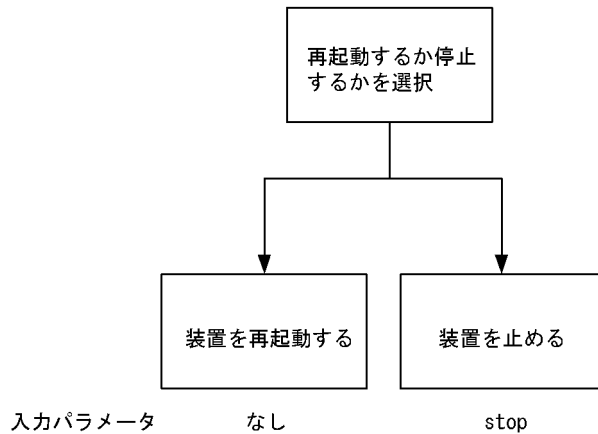 再起動するか停止
するかを選択
装置を再起動する
装置を止める
入力パラメータ なし stop